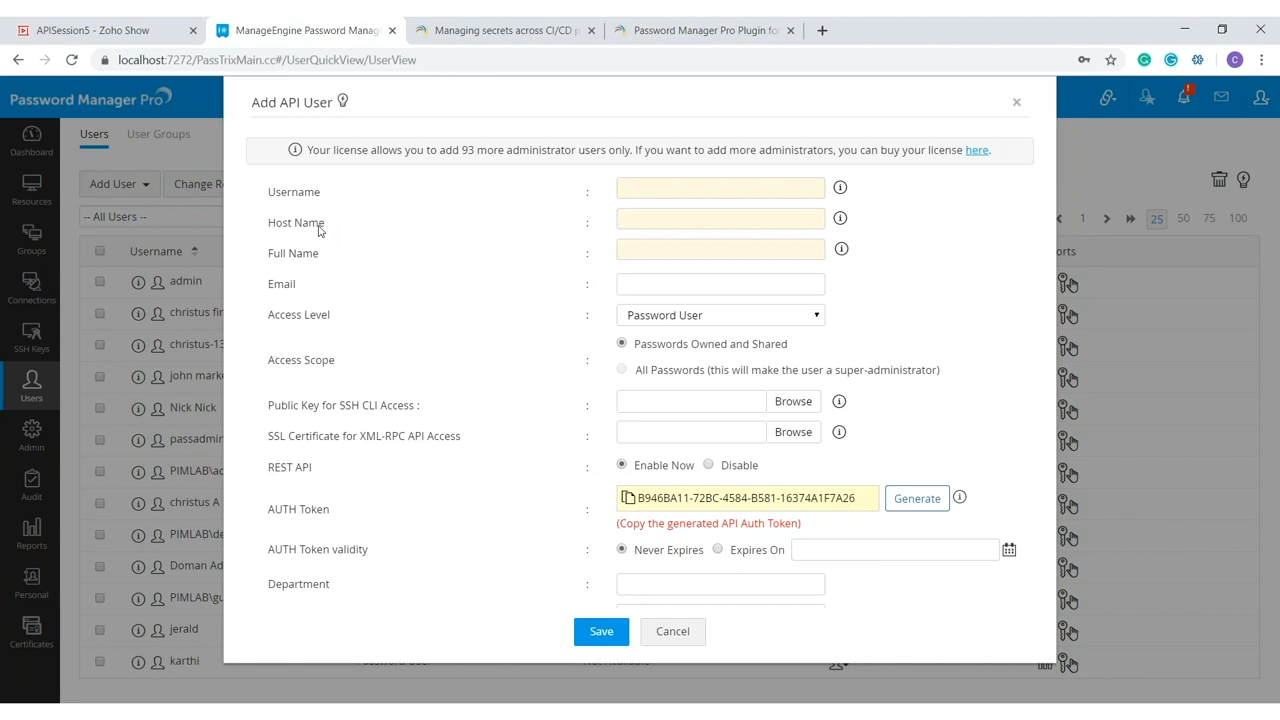 APISession5 - Zoho Show
ManageEngine Password Mana
Managing secrets across CI/CD p
Password Manager Pro Plugin fo
localhost:7272/PassTrixMain.cc#/UserQuickView/UserView
C
Password Manager Pro
Dashboard
Resources
Groups
Connections
SSH Keys
Users
Admin
Audit
Reports
Personal
Certificates
Users
User Groups
Add User
Change R
-- All Users --
1
25
50
75
100
Username
orts
admin
christus fir
christus-13
john marke
Nick Nick
passadmin
PIMLAB\ac
christus A
PIMLAB\de
Doman Ad
PIMLAB\gu
jerald
karthi
Add API User
Your license allows you to add 93 more administrator users only. If you want to add more administrators, you can buy your license here.
Username :
Host Name :
Full Name :
Email :
Access Level : Password User
Access Scope : Passwords Owned and Shared
All Passwords (this will make the user a super-administrator)
Public Key for SSH CLI Access : : Browse
SSL Certificate for XML-RPC API Access : Browse
REST API : Enable Now Disable
AUTH Token : B946BA11-72BC-4584-B581-16374A1F7A26 Generate
(Copy the generated API Auth Token)
AUTH Token validity : Never Expires Expires On
Department :
Save
Cancel